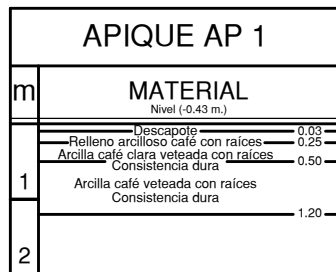 APIQUE AP 1
m
MATERIAL
Nivel (-0.43 m.)
Descapote 0.03
Relleno arcilloso café con raíces 0.25
Arcilla café clara veteada con raíces
Consistencia dura 0.50
1
Arcilla café veteada con raíces
Consistencia dura
1.20
2